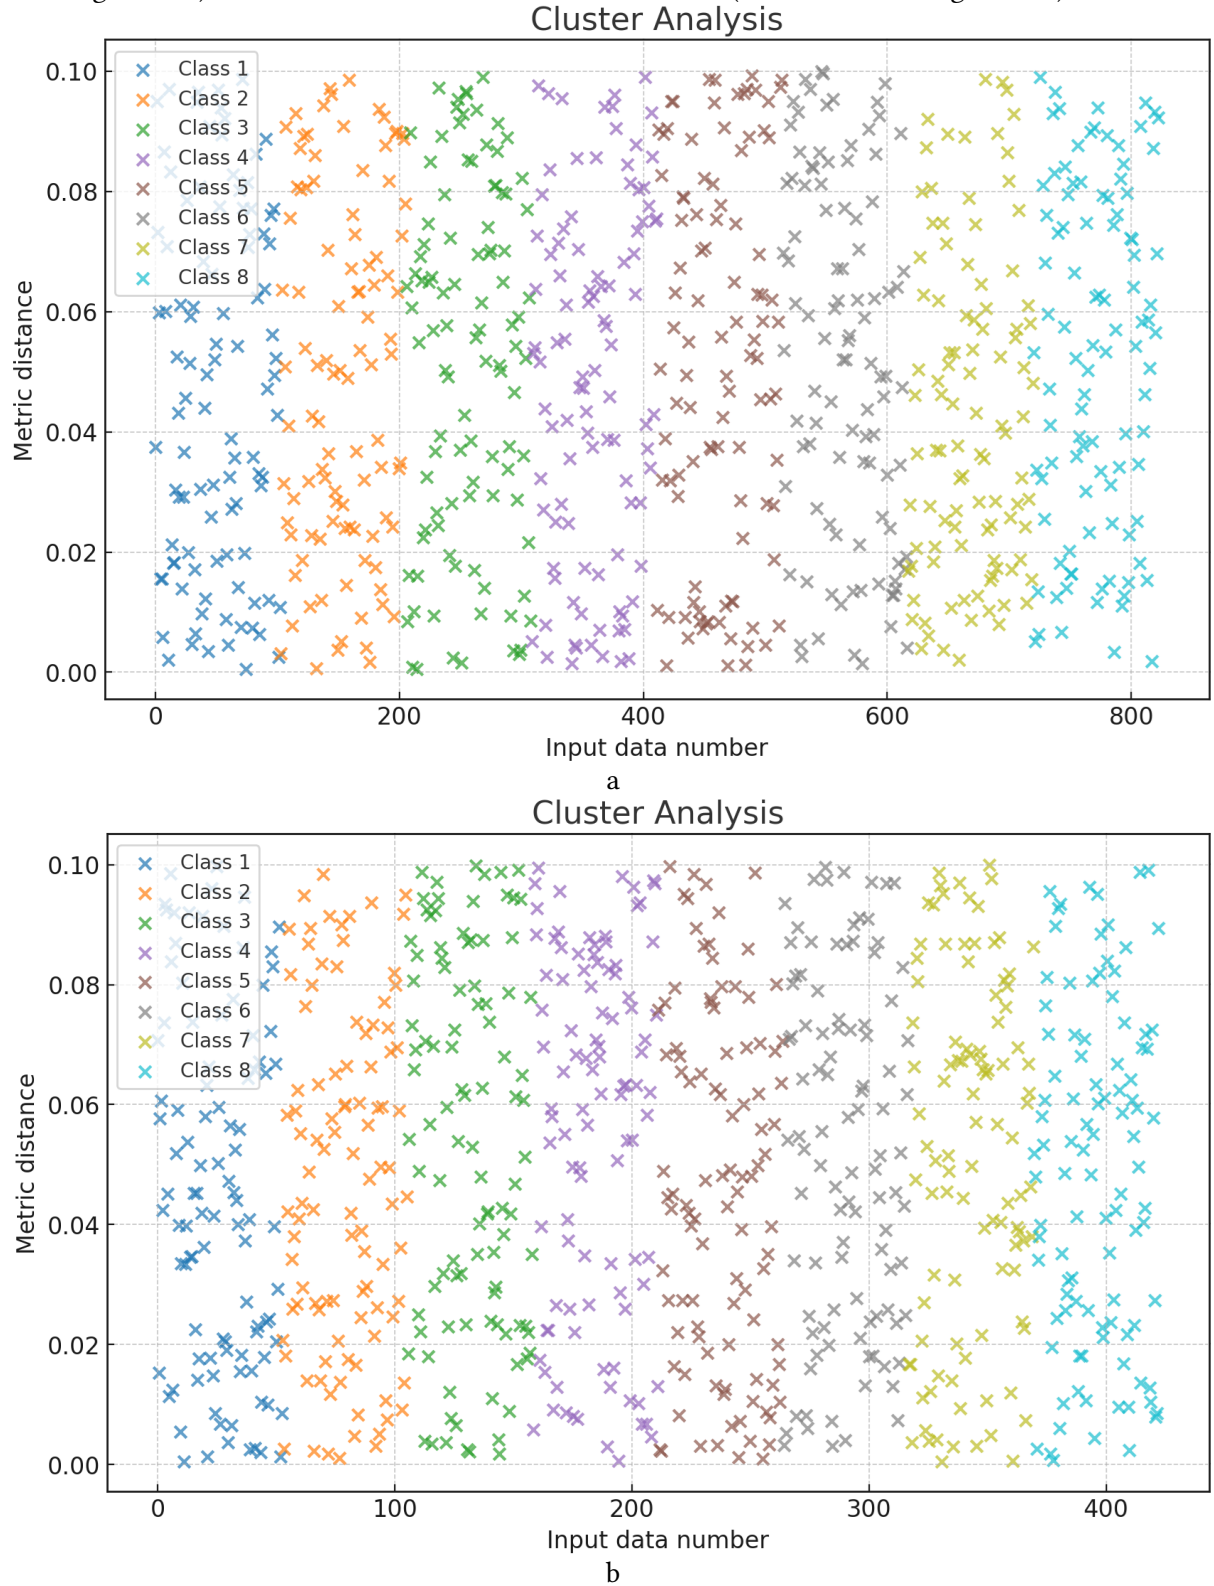 Cluster Analysis
0.10
0.08
0.06
0.04
0.02
0.00
Metric distance
Class 1
Class 2
Class 3
Class 4
Class 5
Class 6
Class 7
Class 8
0 200 400 600 800
Input data number
a
Cluster Analysis
0.10
0.08
0.06
0.04
0.02
0.00
Metric distance
Class 1
Class 2
Class 3
Class 4
Class 5
Class 6
Class 7
Class 8
0 100 200 300 400
Input data number
b